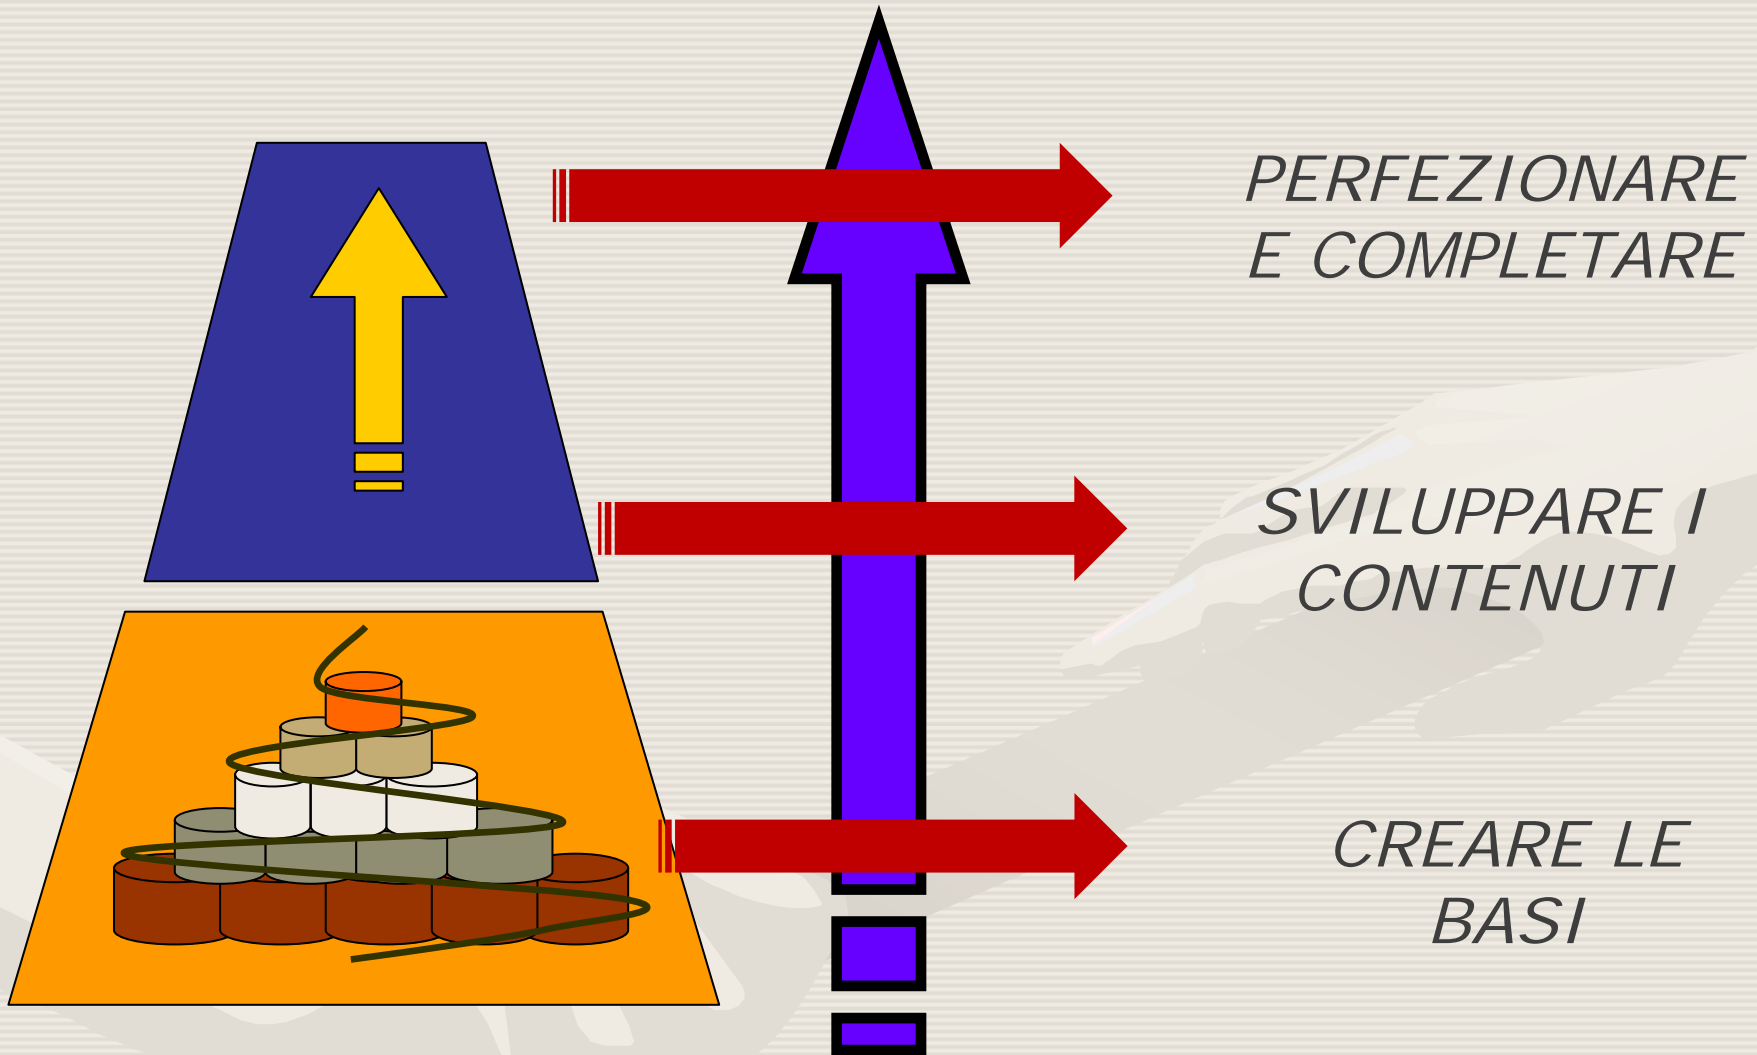 PERFEZIONARE
E COMPLETARE
SVILUPPARE I
CONTENUTI
CREARE LE
BASI